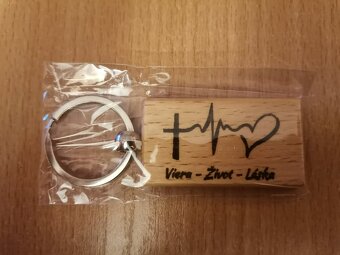 Viera - Život - Láska